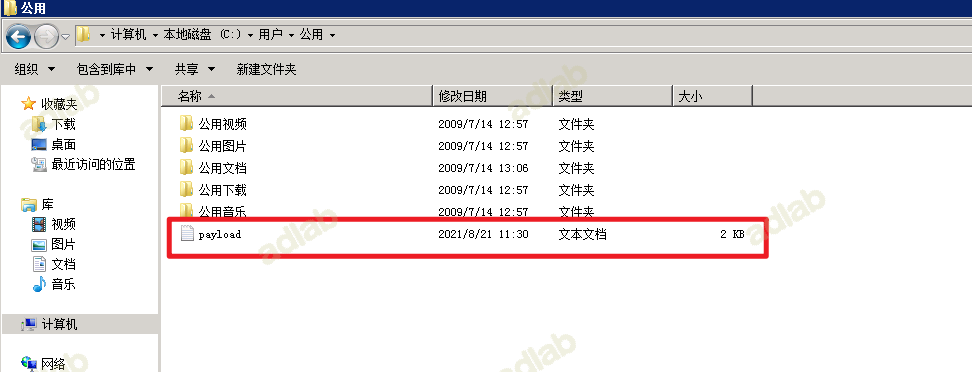 公用
计算机 本地磁盘 (C:) 用户 公用
组织 包含到库中 共享 新建文件夹
收藏夹
下载
桌面
最近访问的位置
库
视频
图片
文档
音乐
计算机
网络
名称 修改日期 类型 大小
公用视频 2009/7/14 12:57 文件夹
公用图片 2009/7/14 12:57 文件夹
公用文档 2009/7/14 13:06 文件夹
公用下载 2009/7/14 12:57 文件夹
公用音乐 2009/7/14 12:57 文件夹
payload 2021/8/21 11:30 文本文档 2 KB
adlab
adlab
adlab
adlab
adlab
adlab